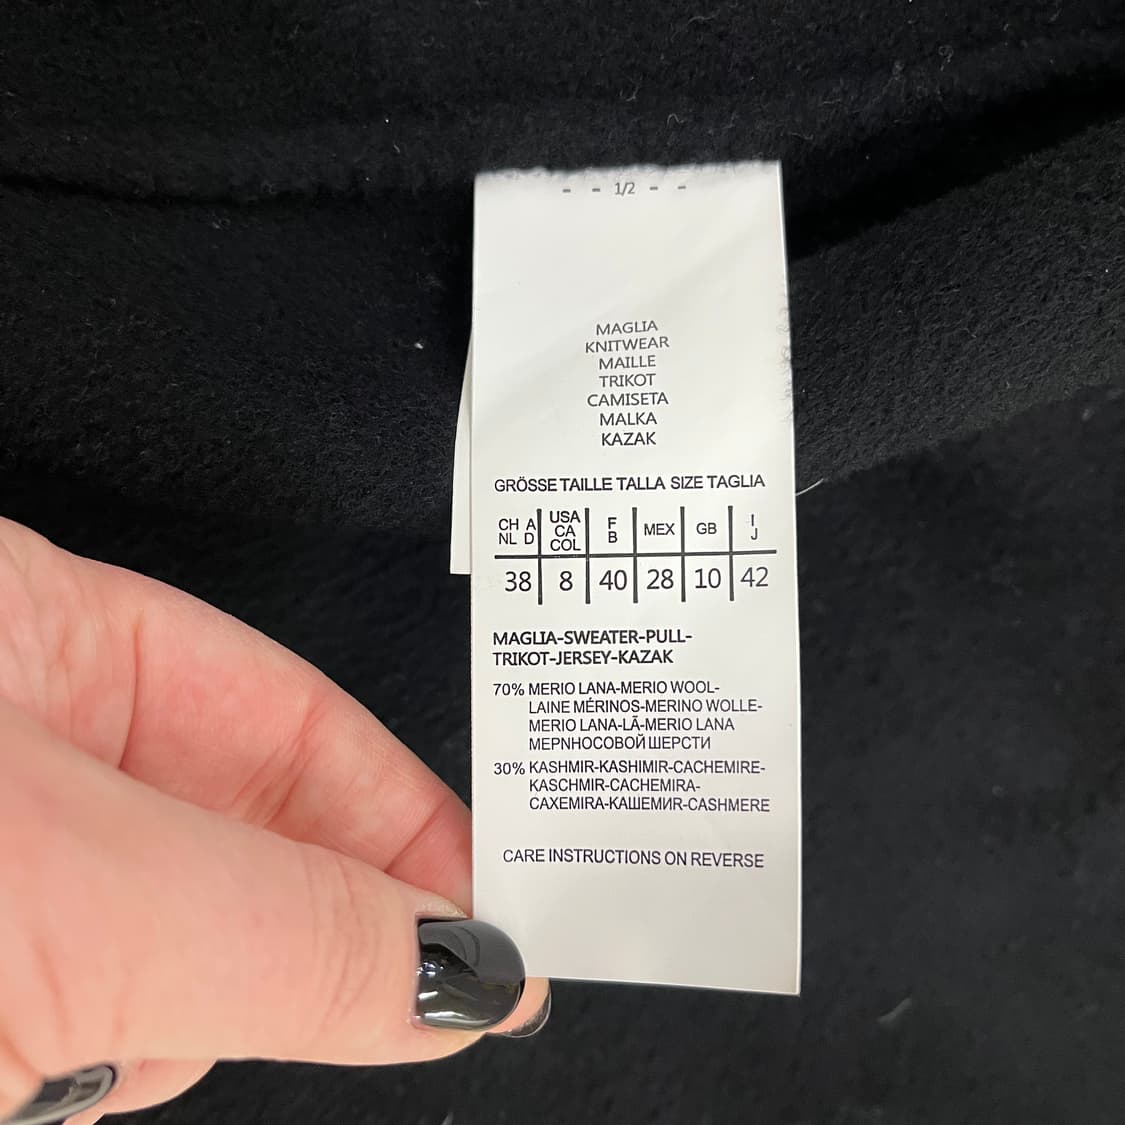 - - 1/2 - -
MAGLIA
KNITWEAR
MAILLE
TRIKOT
CAMISETA
MALKA
KAZAK
GRÖSSE TAILLE TALLA SIZE TAGLIA
CH A NL D USA CA COL F B MEX GB I J
38 8 40 28 10 42
MAGLIA-SWEATER-PULL-
TRIKOT-JERSEY-KAZAK
70% MERIO LANA-MERIO WOOL-
LAINE MÉRINOS-MERINO WOLLE-
MERIO LANA-LÃ-MERIO LANA
МЕРНHОСОВОЙ ШЕРСТИ
30% KASHMIR-KASHIMIR-CACHEMIRE-
KASCHMIR-CACHEMIRA-
CAXEMIRA-КАШЕМИR-CASHMERE
CARE INSTRUCTIONS ON REVERSE